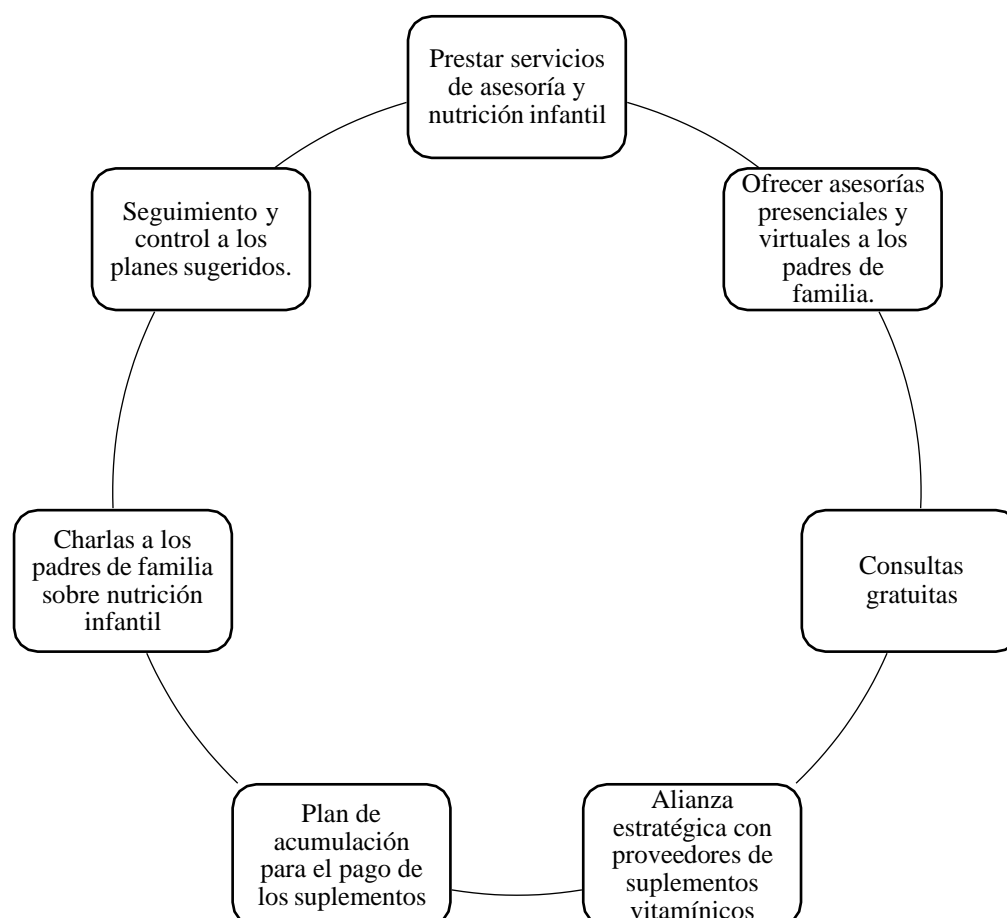 Prestar servicios
de asesoría y
nutrición infantil
Ofrecer asesorías
presenciales y
virtuales a los
padres de
familia.
Consultas
gratuitas
Alianza
estratégica con
proveedores de
suplementos
vitamínicos
Plan de
acumulación
para el pago de
los suplementos
Charlas a los
padres de familia
sobre nutrición
infantil
Seguimiento y
control a los
planes sugeridos.